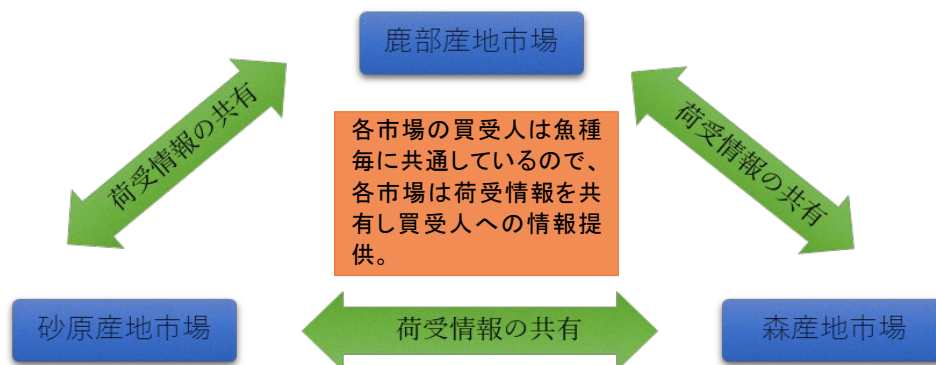 鹿部産地市場
荷受情報の共有
荷受情報の共有
各市場の買受人は魚種
毎に共通しているので、
各市場は荷受情報を共
有し買受人への情報提
供。
砂原産地市場
荷受情報の共有
森産地市場